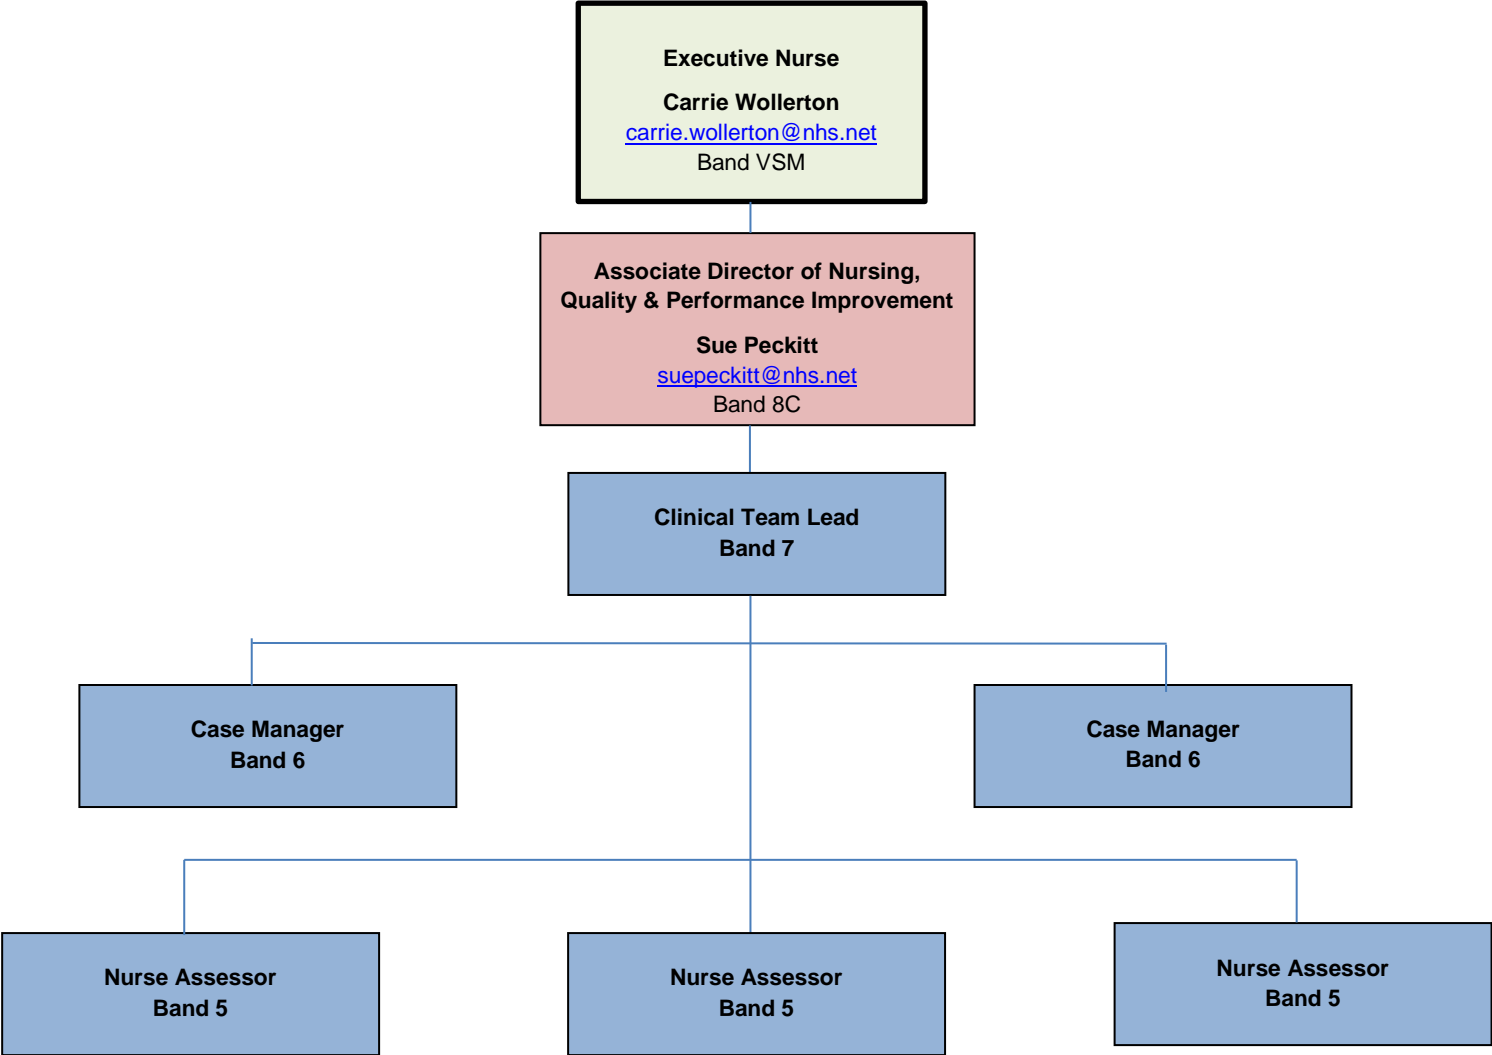 Executive Nurse
Carrie Wollerton
carrie.wollerton@nhs.net
Band VSM
Associate Director of Nursing,
Quality & Performance Improvement
Sue Peckitt
suepeckitt@nhs.net
Band 8C
Clinical Team Lead
Band 7
Case Manager
Band 6
Case Manager
Band 6
Nurse Assessor
Band 5
Nurse Assessor
Band 5
Nurse Assessor
Band 5